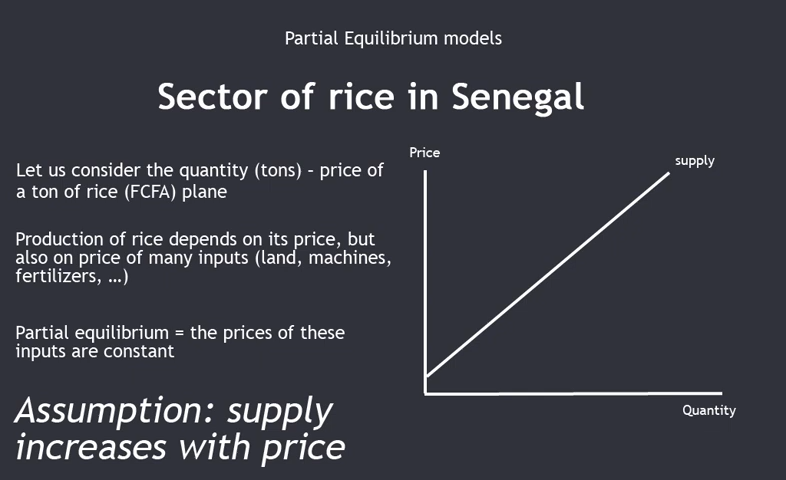 Partial Equilibrium models
Sector of rice in Senegal
Let us consider the quantity (tons) - price of
a ton of rice (FCFA) plane
Production of rice depends on its price, but
also on price of many inputs (land, machines,
fertilizers, …)
Partial equilibrium = the prices of these
inputs are constant
Assumption: supply
increases with price
Price
supply
Quantity